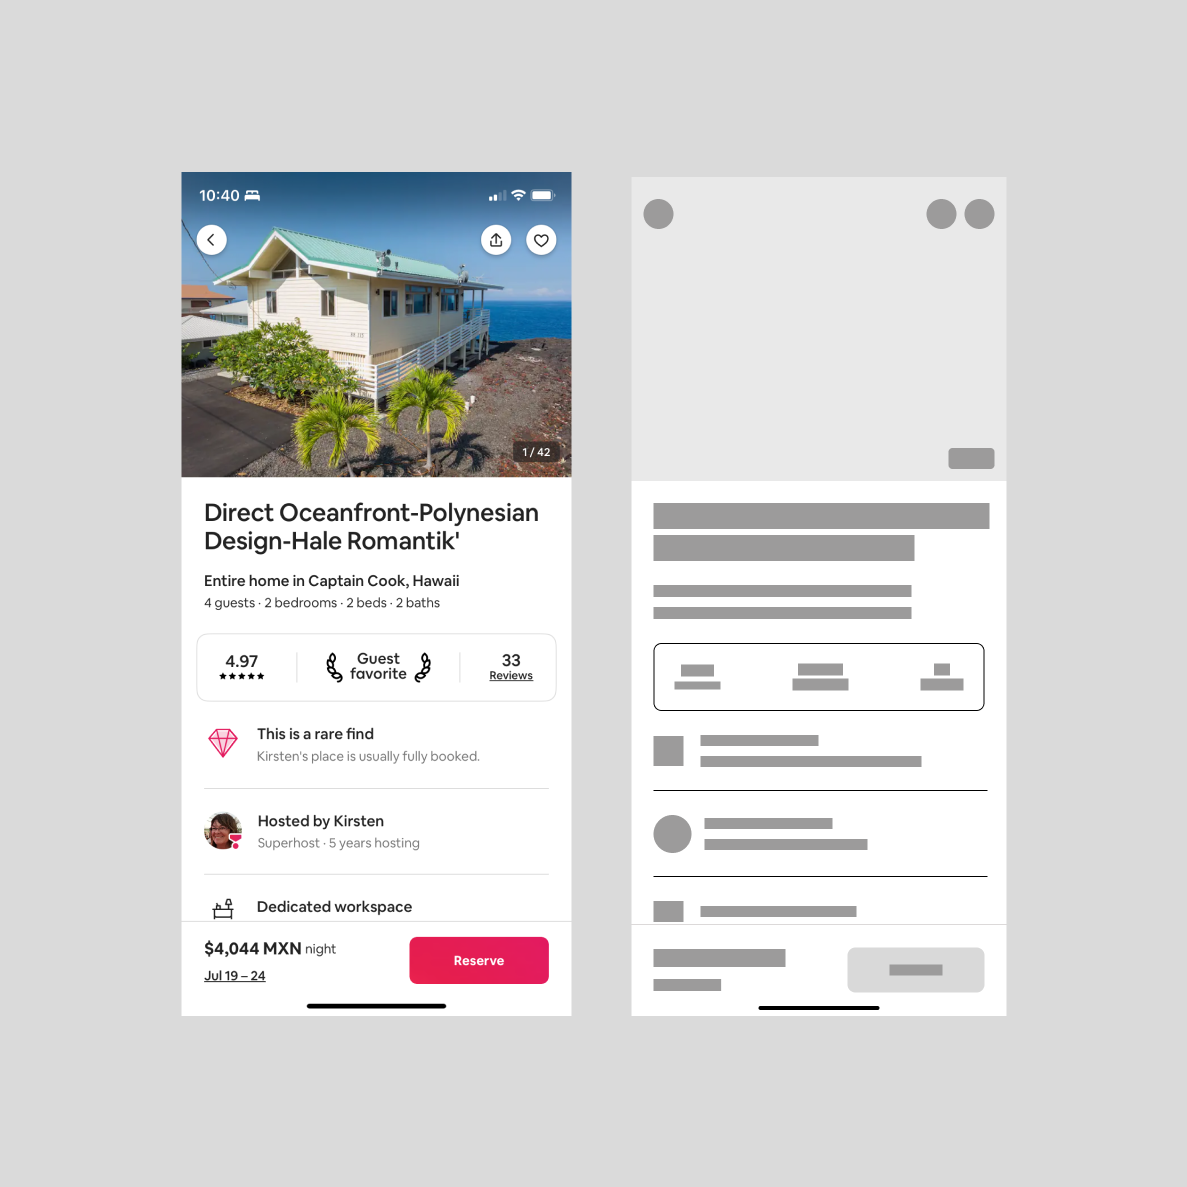 10:40
1 / 42
Direct Oceanfront-Polynesian
Design-Hale Romantik'
Entire home in Captain Cook, Hawaii
4 guests · 2 bedrooms · 2 beds · 2 baths
4.97
Guest
favorite
33
Reviews
This is a rare find
Kirsten's place is usually fully booked.
Hosted by Kirsten
Superhost · 5 years hosting
Dedicated workspace
$4,044 MXN night
Jul 19 – 24
Reserve